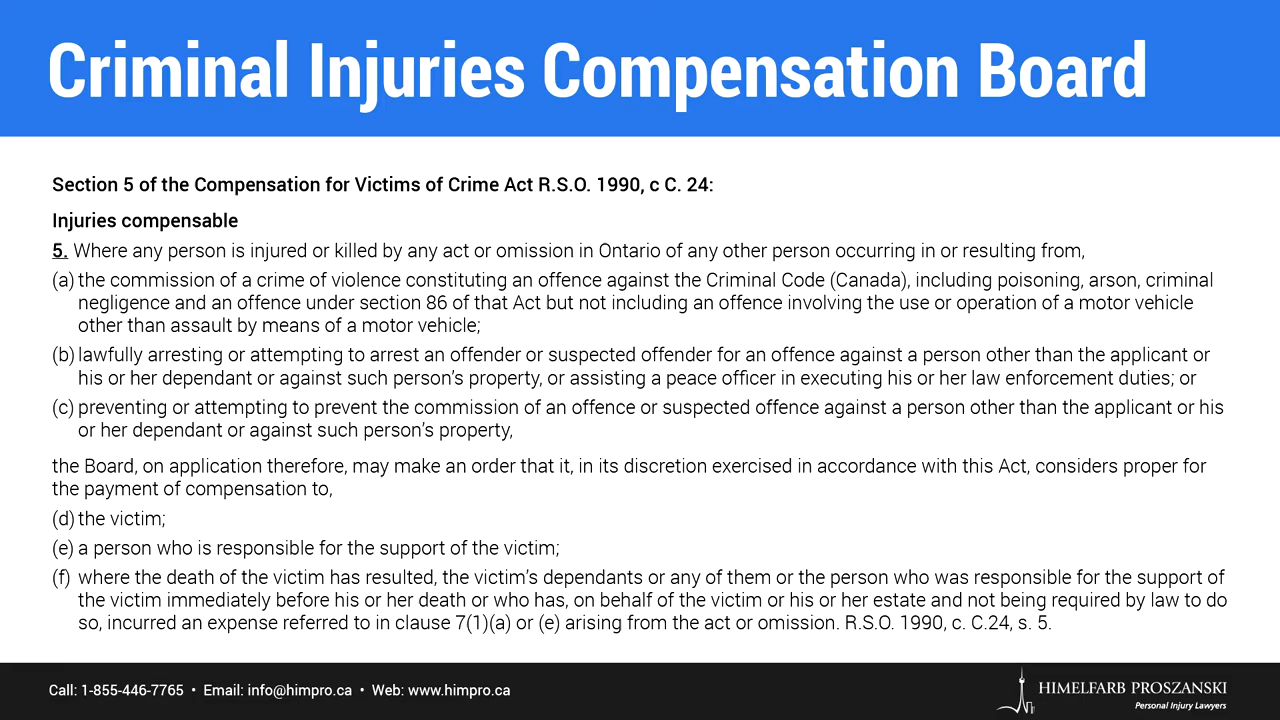 Criminal Injuries Compensation Board
Section 5 of the Compensation for Victims of Crime Act R.S.O. 1990, c C. 24:
Injuries compensable
5. Where any person is injured or killed by any act or omission in Ontario of any other person occurring in or resulting from,
(a) the commission of a crime of violence constituting an offence against the Criminal Code (Canada), including poisoning, arson, criminal
negligence and an offence under section 86 of that Act but not including an offence involving the use or operation of a motor vehicle
other than assault by means of a motor vehicle;
(b) lawfully arresting or attempting to arrest an offender or suspected offender for an offence against a person other than the applicant or
his or her dependant or against such person's property, or assisting a peace officer in executing his or her law enforcement duties; or
(c) preventing or attempting to prevent the commission of an offence or suspected offence against a person other than the applicant or his
or her dependant or against such person's property,
the Board, on application therefore, may make an order that it, in its discretion exercised in accordance with this Act, considers proper for
the payment of compensation to,
(d) the victim;
(e) a person who is responsible for the support of the victim;
(f) where the death of the victim has resulted, the victim's dependants or any of them or the person who was responsible for the support of
the victim immediately before his or her death or who has, on behalf of the victim or his or her estate and not being required by law to do
so, incurred an expense referred to in clause 7(1)(a) or (e) arising from the act or omission. R.S.O. 1990, c. C.24, s. 5.
Call: 1-855-446-7765 • Email: info@himpro.ca • Web: www.himpro.ca
HIMELFARB PROSZANSKI
Personal Injury Lawyers